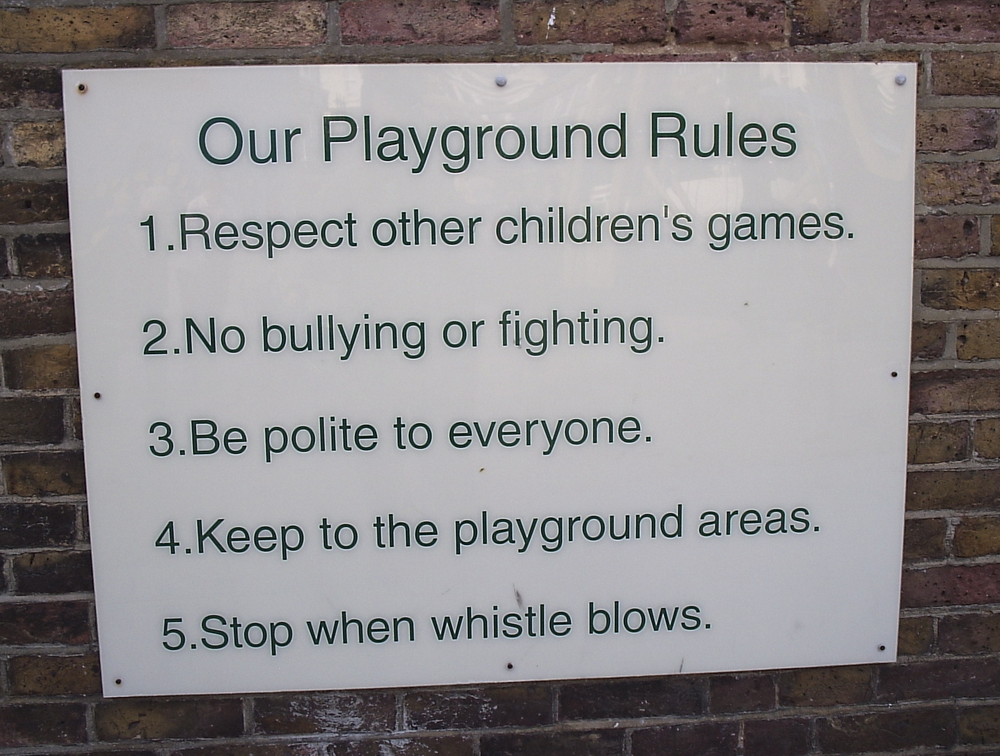 Our Playground Rules
1.Respect other children's games.
2.No bullying or fighting.
3.Be polite to everyone.
4.Keep to the playground areas.
5.Stop when whistle blows.